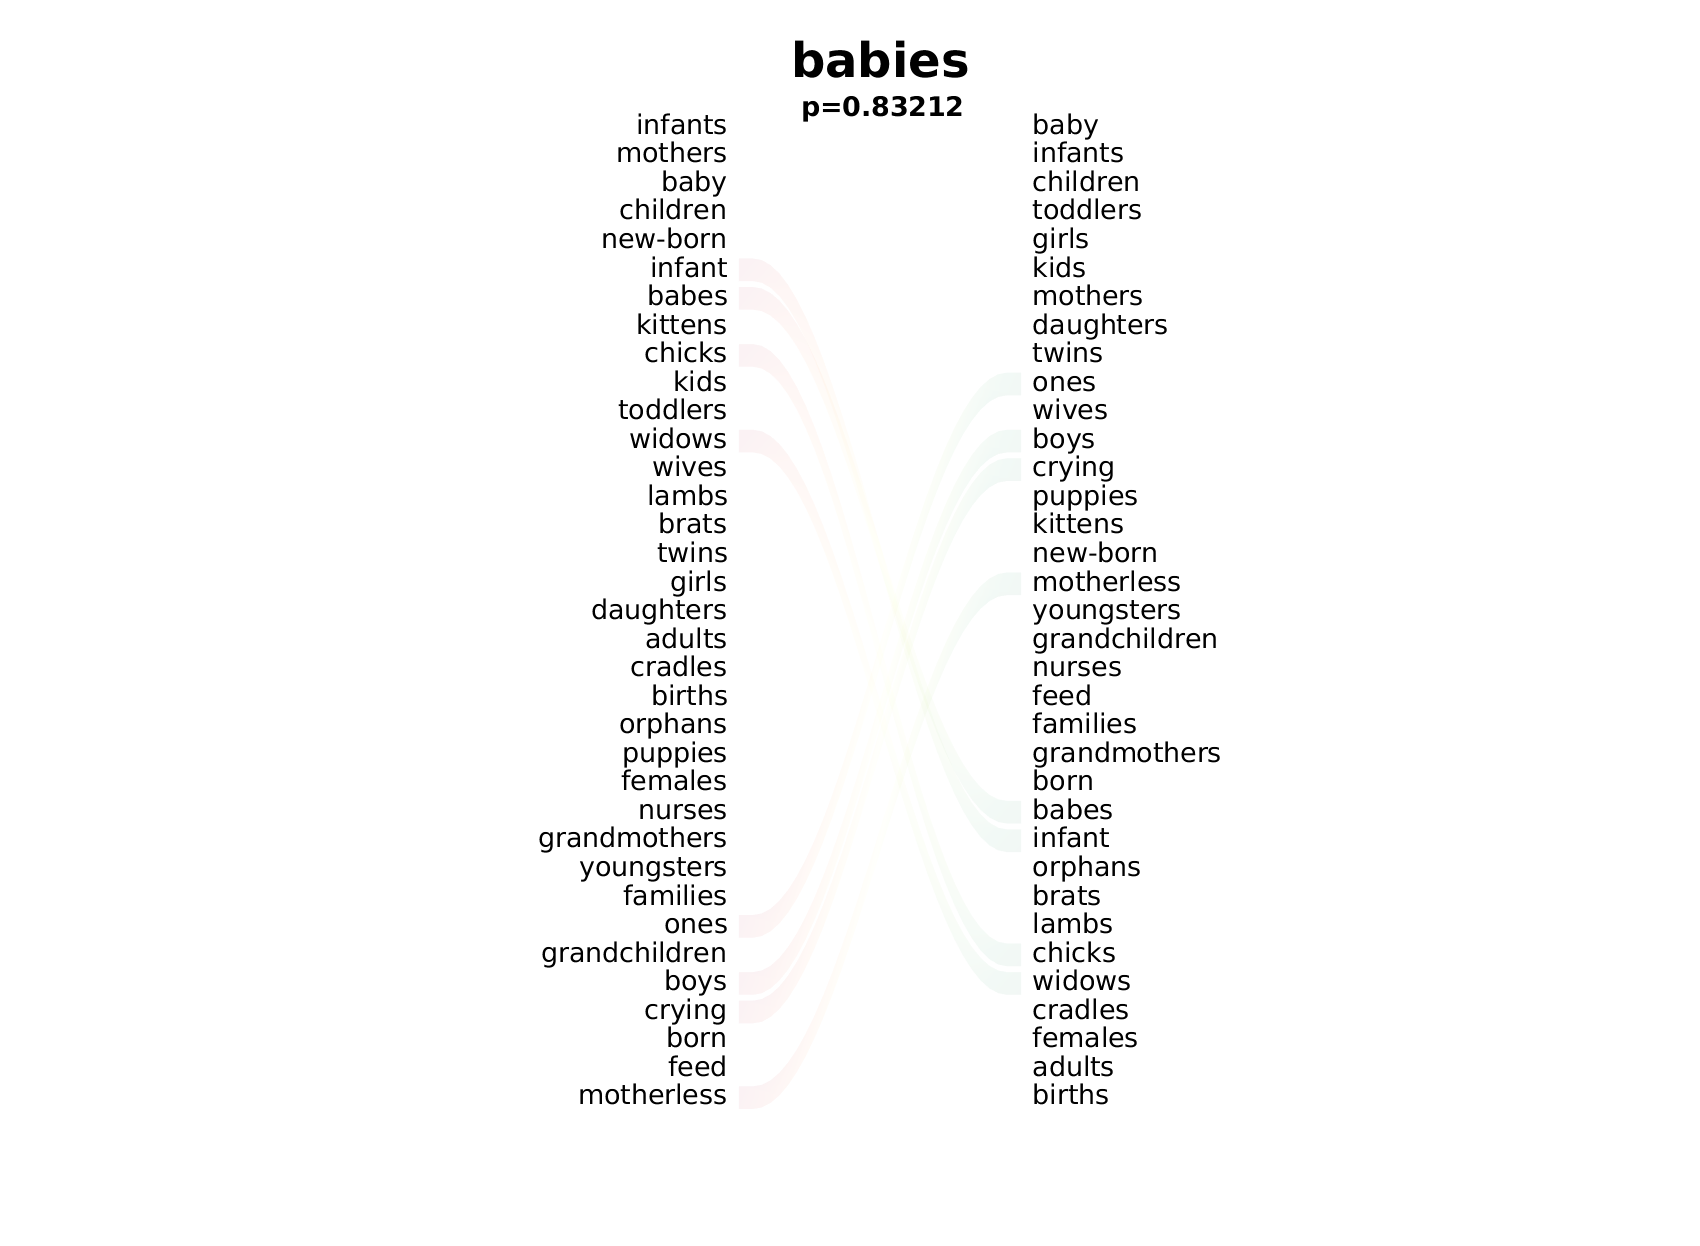 babies
p=0.83212
infants
mothers
baby
children
new-born
infant
babes
kittens
chicks
kids
toddlers
widows
wives
lambs
brats
twins
girls
daughters
adults
cradles
births
orphans
puppies
females
nurses
grandmothers
youngsters
families
ones
grandchildren
boys
crying
born
feed
motherless
baby
infants
children
toddlers
girls
kids
mothers
daughters
twins
ones
wives
boys
crying
puppies
kittens
new-born
motherless
youngsters
grandchildren
nurses
feed
families
grandmothers
born
babes
infant
orphans
brats
lambs
chicks
widows
cradles
females
adults
births